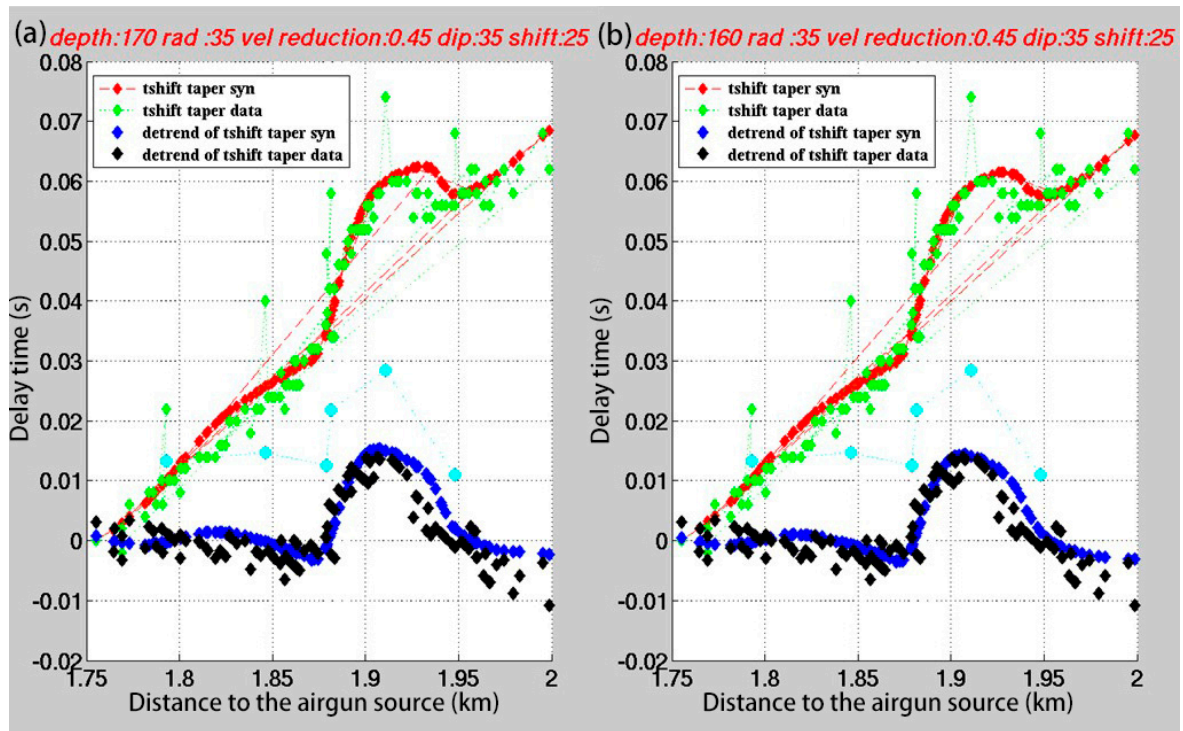 (a) depth:170 rad :35 vel reduction:0.45 dip:35 shift:25
0.08
0.07
0.06
0.05
0.04
0.03
0.02
0.01
0
-0.01
-0.02
Delay time (s)
tshift taper syn
tshift taper data
detrend of tshift taper syn
detrend of tshift taper data
1.75 1.8 1.85 1.9 1.95 2
Distance to the airgun source (km)
(b) depth:160 rad :35 vel reduction:0.45 dip:35 shift:25
0.08
0.07
0.06
0.05
0.04
0.03
0.02
0.01
0
-0.01
-0.02
Delay time (s)
tshift taper syn
tshift taper data
detrend of tshift taper syn
detrend of tshift taper data
1.75 1.8 1.85 1.9 1.95 2
Distance to the airgun source (km)